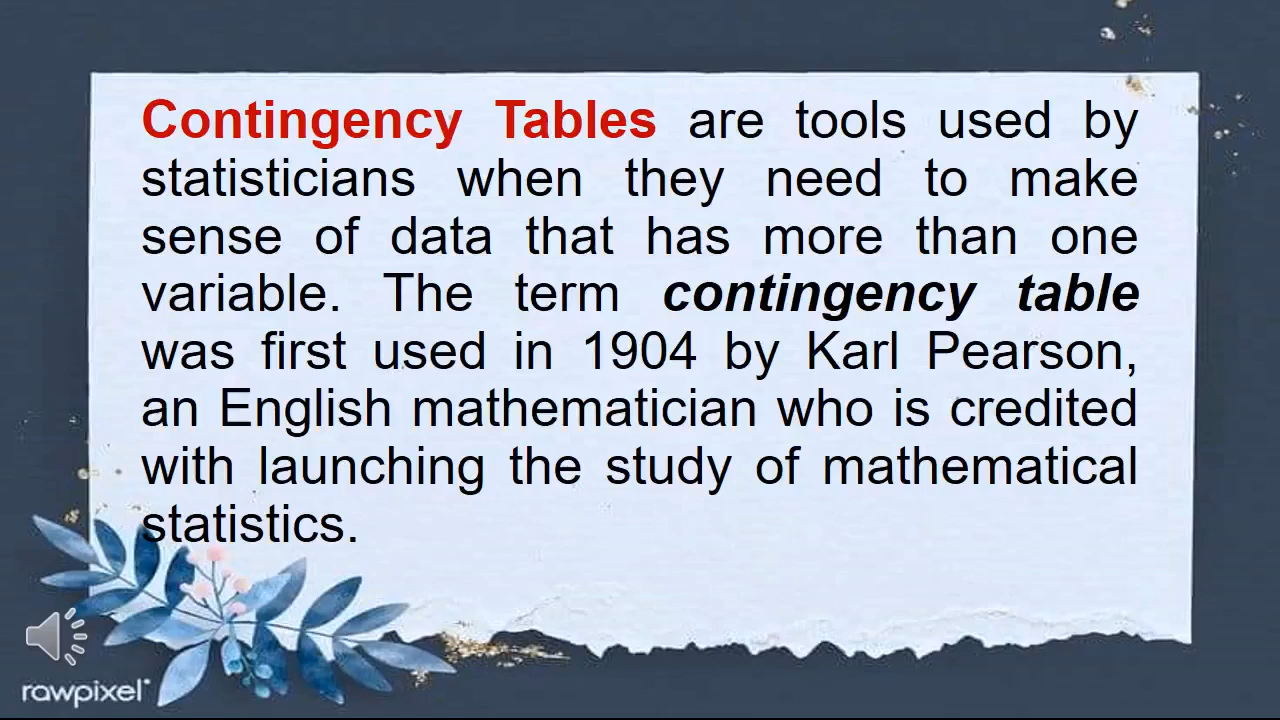 Contingency Tables are tools used by
statisticians when they need to make
sense of data that has more than one
variable. The term contingency table
was first used in 1904 by Karl Pearson,
an English mathematician who is credited
with launching the study of mathematical
statistics.
rawpixel